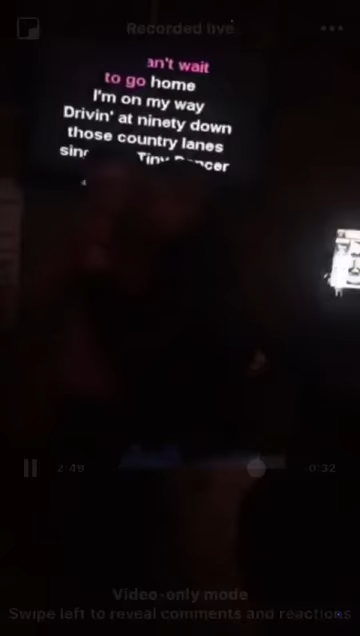 Recorded live
an't wait
to go home
I'm on my way
Drivin' at ninety down
those country lanes
Tiny
2:49
-0:32
Video-only mode
Swipe left to reveal comments and reactions